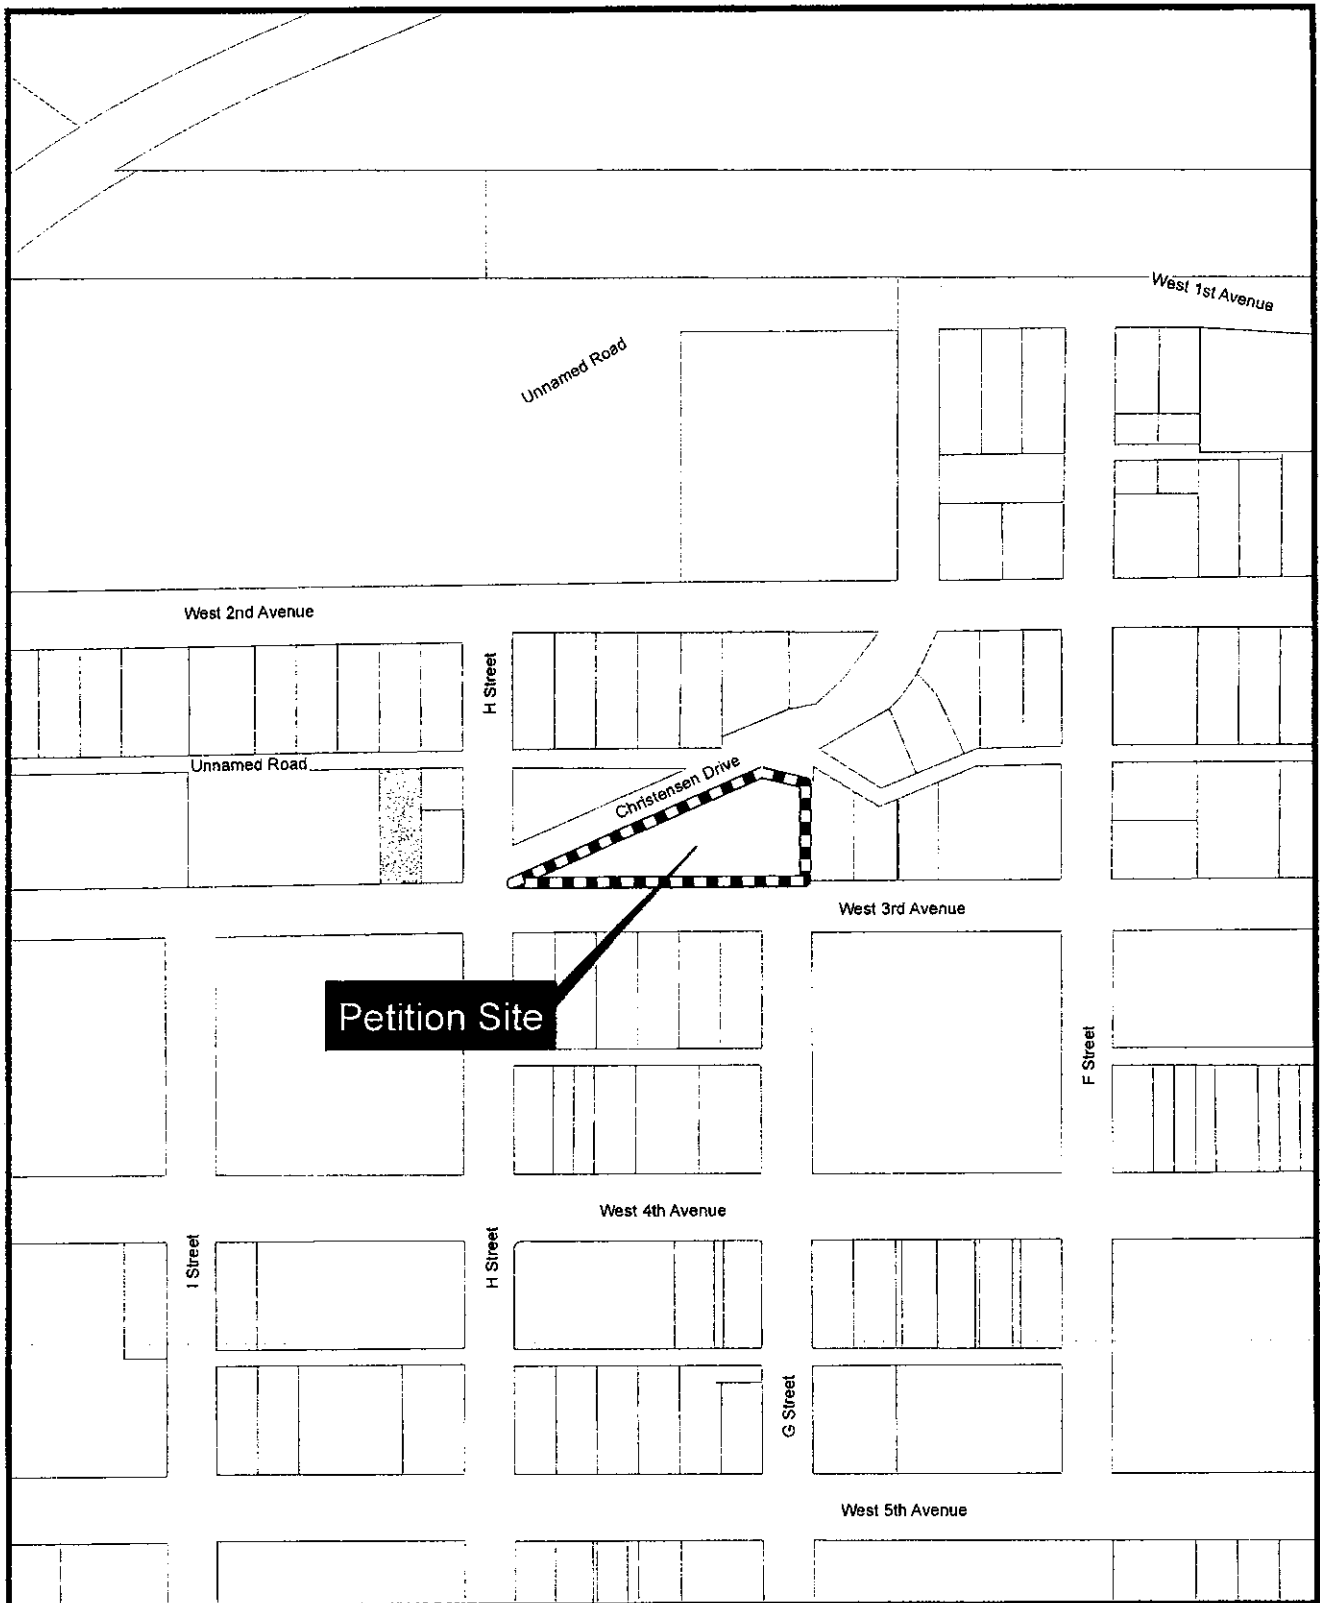 West 1st Avenue
Unnamed Road
West 2nd Avenue
H Street
Unnamed Road
Christensen Drive
West 3rd Avenue
Petition Site
F Street
West 4th Avenue
I Street
H Street
G Street
West 5th Avenue